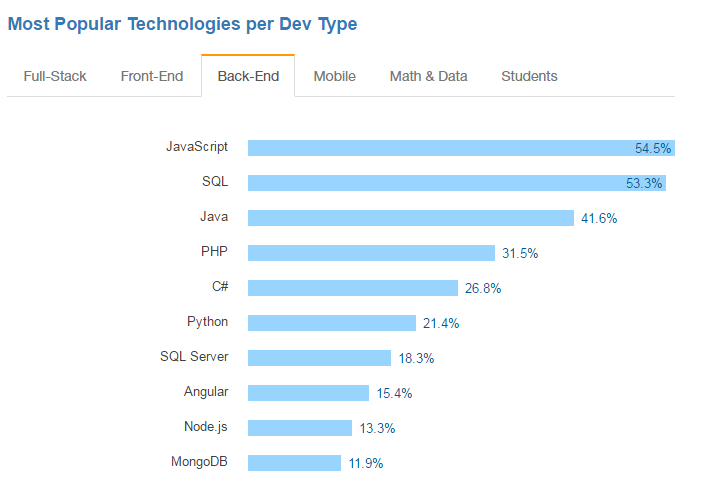 Most Popular Technologies per Dev Type
Full-Stack Front-End Back-End Mobile Math & Data Students
JavaScript 54.5%
SQL 53.3%
Java 41.6%
PHP 31.5%
C# 26.8%
Python 21.4%
SQL Server 18.3%
Angular 15.4%
Node.js 13.3%
MongoDB 11.9%